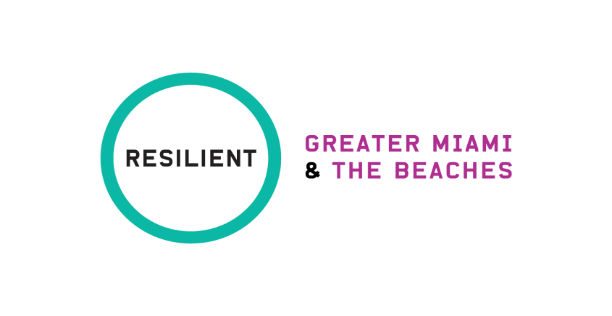 RESILIENT
GREATER MIAMI
& THE BEACHES